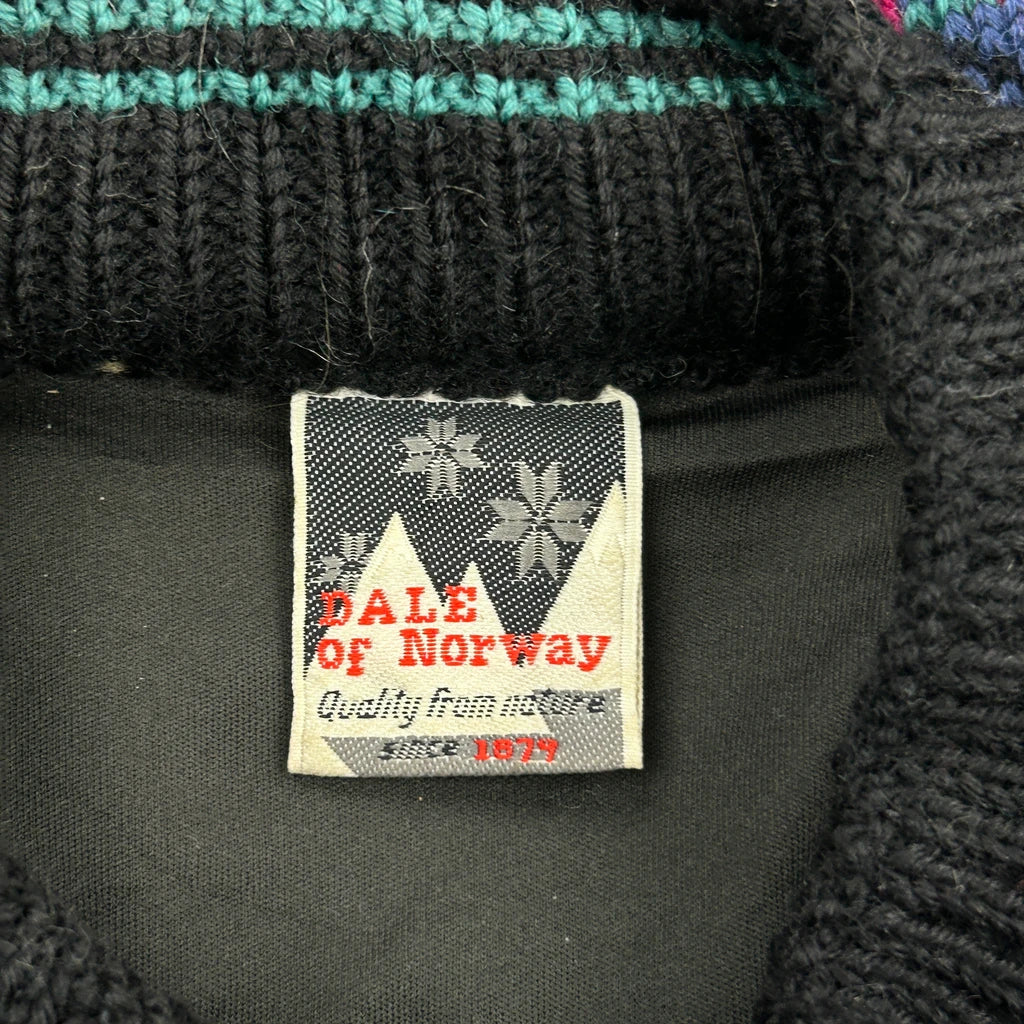 DALE
of Norway
Quality from nature
since 1879